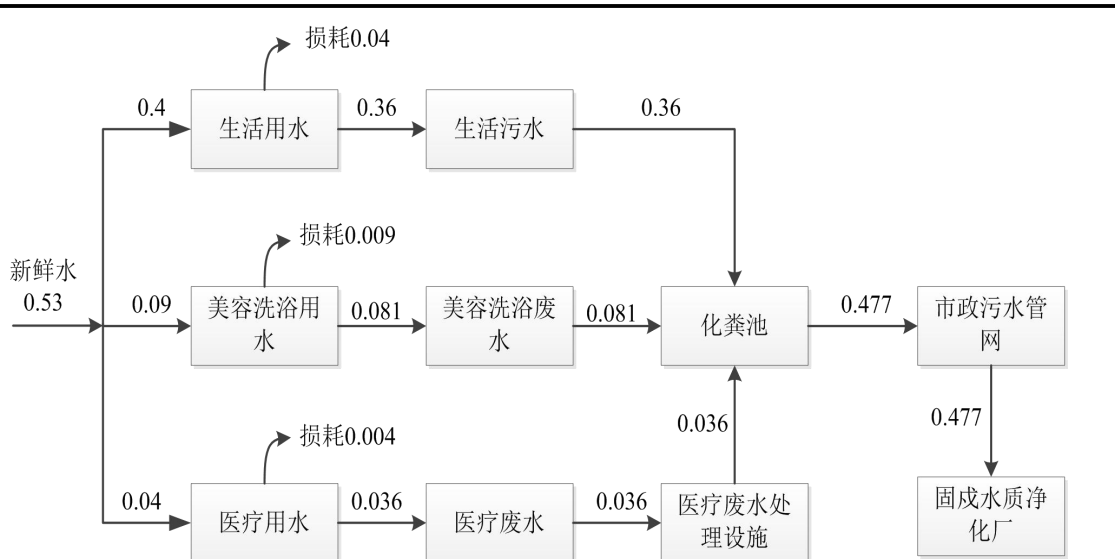 损耗0.04
0.4
生活用水
0.36
生活污水
0.36
损耗0.009
新鲜水
0.53
0.09
美容洗浴用
水
0.081
美容洗浴废
水
0.081
化粪池
0.477
市政污水管
网
损耗0.004
0.036
0.477
0.04
医疗用水
0.036
医疗废水
0.036
医疗废水处
理设施
固戍水质净
化厂